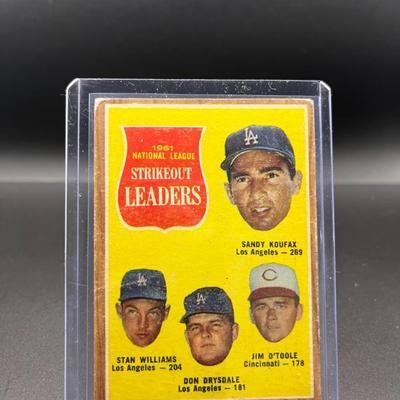 1961
NATIONAL LEAGUE
STRIKEOUT
LEADERS
LA
SANDY KOUFAX
Los Angeles — 269
LA
LA
C
STAN WILLIAMS
Los Angeles — 204
DON DRYSDALE
Los Angeles — 181
JIM O'TOOLE
Cincinnati — 178